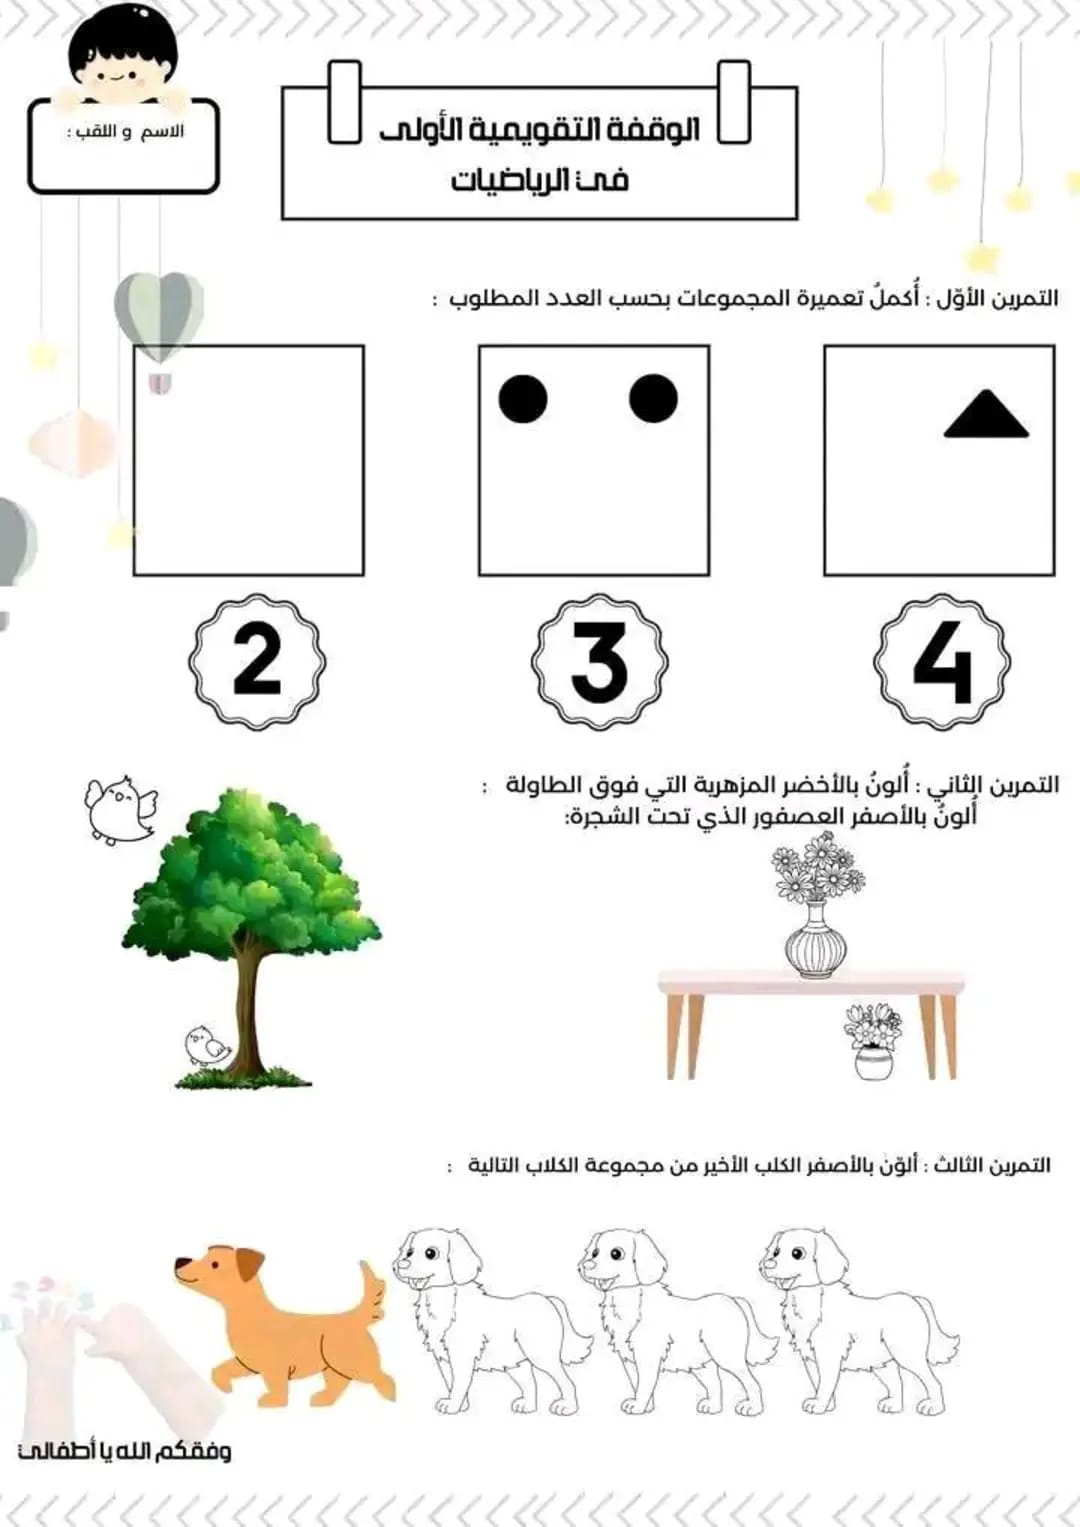 الاسم و اللقب :
الوقفة التقويمية الأولى
في الرياضيات
التمرين الأوّل : أُكملُ تعميرة المجموعات بحسب العدد المطلوب :
4
3
2
التمرين الثاني : أُلونُ بالأخضر المزهرية التي فوق الطاولة :
أُلونُ بالأصفر العصفور الذي تحت الشجرة:
التمرين الثالث : ألوّن بالأصفر الكلب الأخير من مجموعة الكلاب التالية :
وفقكم الله يا أطفالي